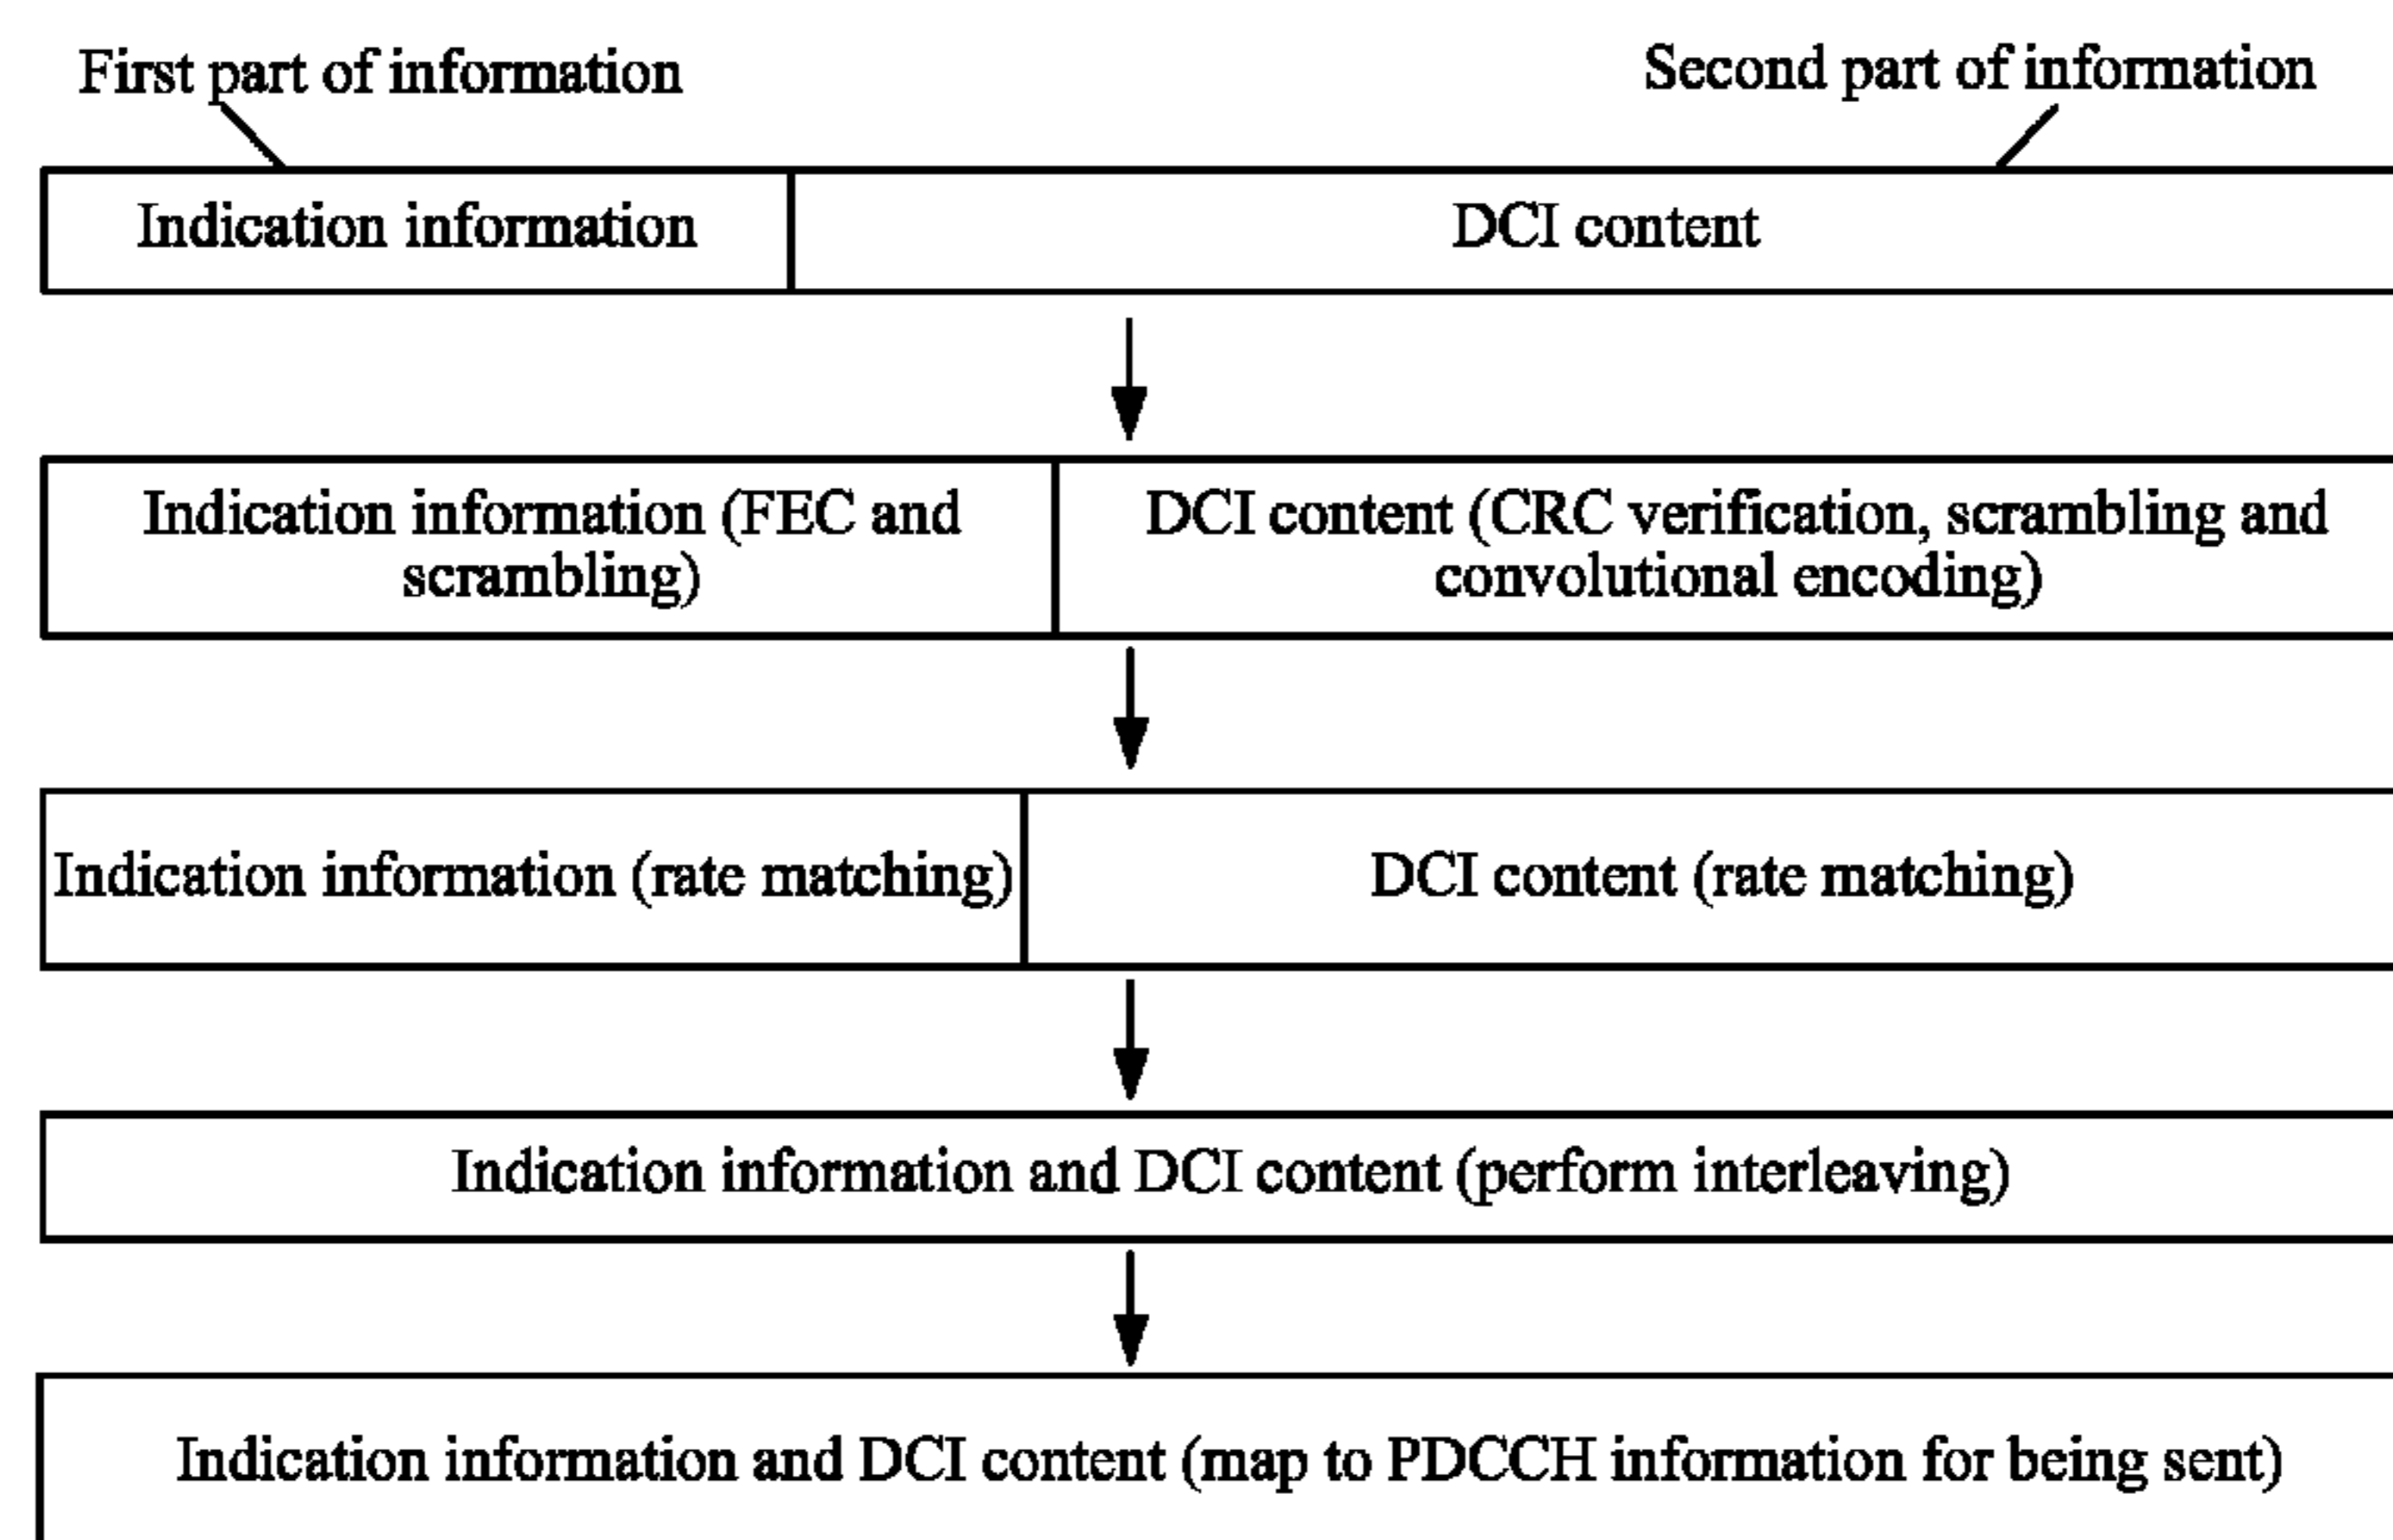 First part of information
Second part of information
Indication information
DCI content
Indication information (FEC and
scrambling)
DCI content (CRC verification, scrambling and
convolutional encoding)
Indication information (rate matching)
DCI content (rate matching)
Indication information and DCI content (perform interleaving)
Indication information and DCI content (map to PDCCH information for being sent)